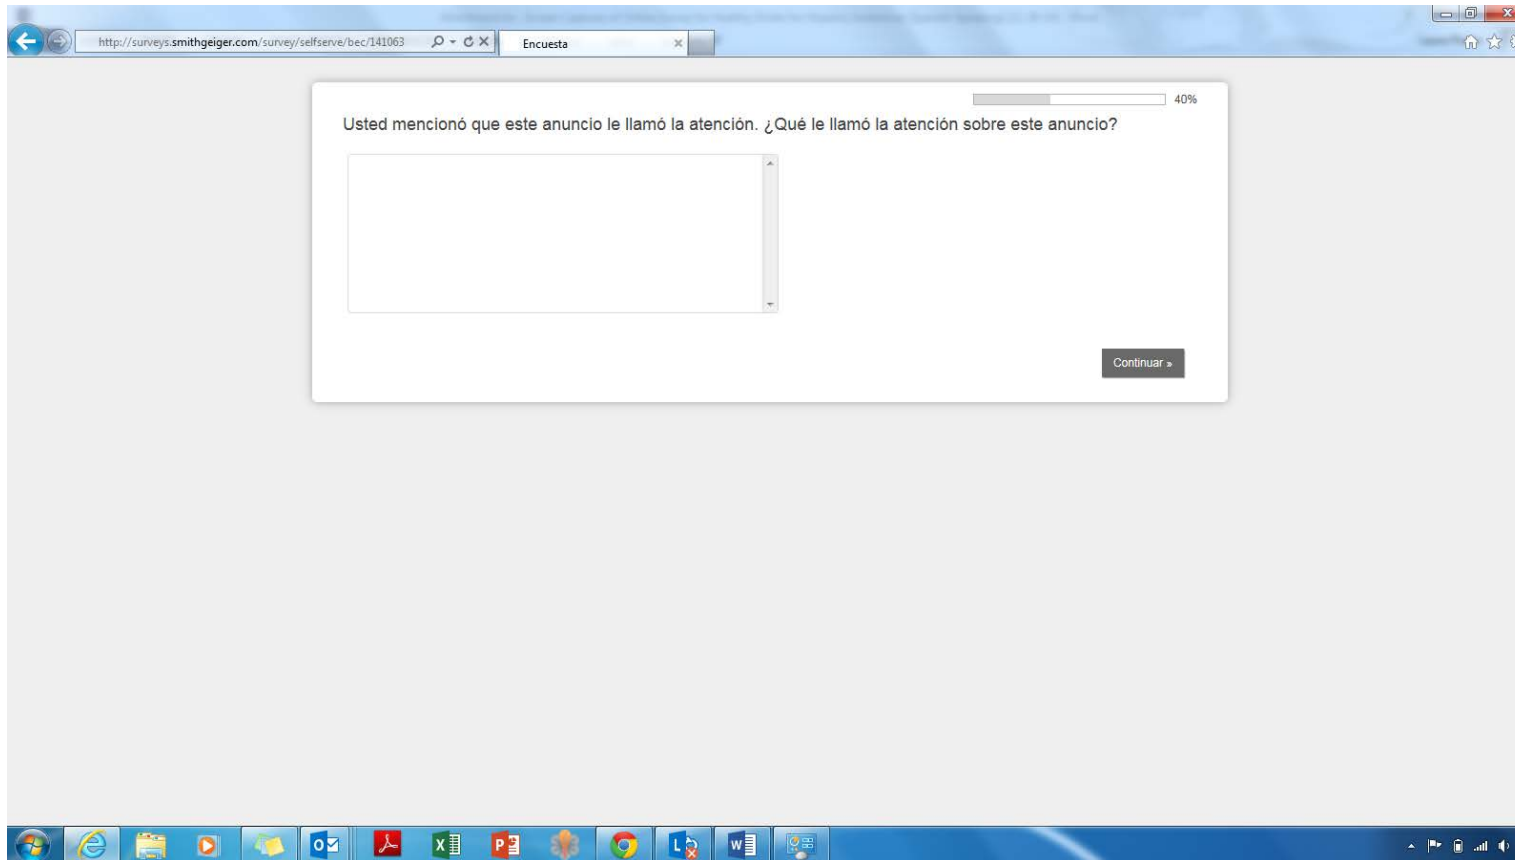 http://surveys.smithgeiger.com/survey/selfserve/bec/141063
Encuesta
40%
Usted mencionó que este anuncio le llamó la atención. ¿Qué le llamó la atención sobre este anuncio?
Continuar »